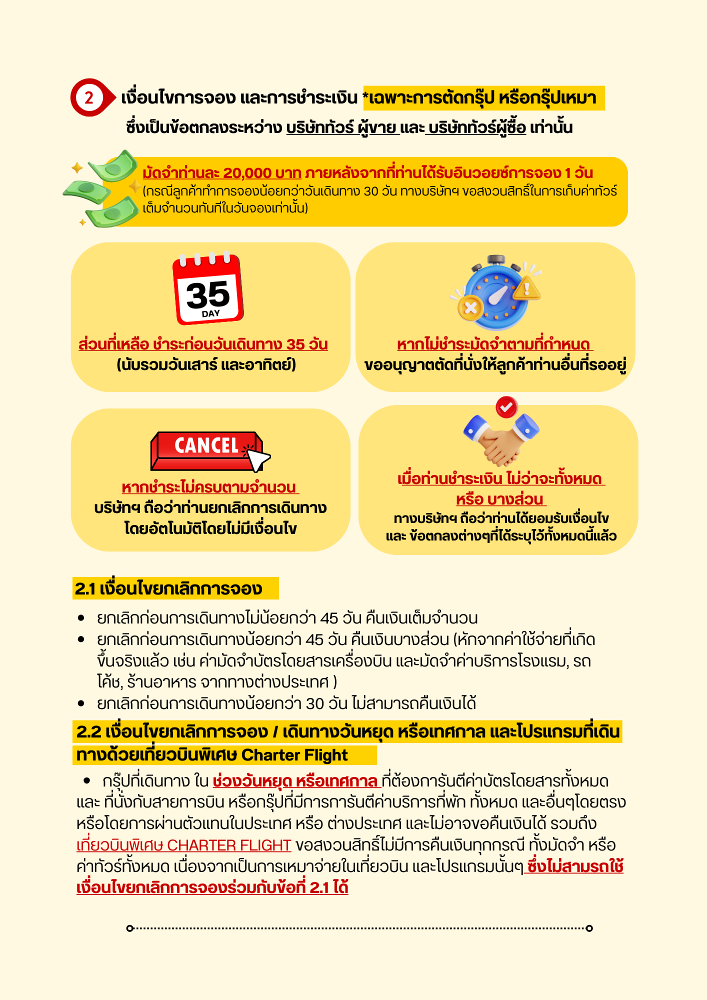 2
เงื่อนไขการจอง และการชำระเงิน *เฉพาะการตัดกรุ๊ป หรือกรุ๊ปเหมา
ซึ่งเป็นข้อตกลงระหว่าง บริษัททัวร์ ผู้ขาย และ บริษัททัวร์ผู้ซื้อ เท่านั้น
มัดจำท่านละ 20,000 บาท ภายหลังจากที่ท่านได้รับอินวอยซ์การจอง 1 วัน
(กรณีลูกค้าทำการจองน้อยกว่าวันเดินทาง 30 วัน ทางบริษัทฯ ขอสงวนสิทธิ์ในการเก็บค่าทัวร์
เต็มจำนวนทันทีในวันจองเท่านั้น)
35
DAY
ส่วนที่เหลือ ชำระก่อนวันเดินทาง 35 วัน
(นับรวมวันเสาร์ และอาทิตย์)
หากไม่ชำระมัดจำตามที่กำหนด
ขออนุญาตตัดที่นั่งให้ลูกค้าท่านอื่นที่รออยู่
CANCEL
หากชำระไม่ครบตามจำนวน
บริษัทฯ ถือว่าท่านยกเลิกการเดินทาง
โดยอัตโนมัติโดยไม่มีเงื่อนไข
เมื่อท่านชำระเงิน ไม่ว่าจะทั้งหมด
หรือ บางส่วน
ทางบริษัทฯ ถือว่าท่านได้ยอมรับเงื่อนไข
และ ข้อตกลงต่างๆที่ได้ระบุไว้ทั้งหมดนี้แล้ว
2.1 เงื่อนไขยกเลิกการจอง
• ยกเลิกก่อนการเดินทางไม่น้อยกว่า 45 วัน คืนเงินเต็มจำนวน
• ยกเลิกก่อนการเดินทางน้อยกว่า 45 วัน คืนเงินบางส่วน (หักจากค่าใช้จ่ายที่เกิด
ขึ้นจริงแล้ว เช่น ค่ามัดจำบัตรโดยสารเครื่องบิน และมัดจำค่าบริการโรงแรม, รถ
โค้ช, ร้านอาหาร จากทางต่างประเทศ )
• ยกเลิกก่อนการเดินทางน้อยกว่า 30 วัน ไม่สามารถคืนเงินได้
2.2 เงื่อนไขยกเลิกการจอง / เดินทางวันหยุด หรือเทศกาล และโปรแกรมที่เดิน
ทางด้วยเที่ยวบินพิเศษ Charter Flight
• กรุ๊ปที่เดินทาง ใน ช่วงวันหยุด หรือเทศกาล ที่ต้องการันตีค่าบัตรโดยสารทั้งหมด
และ ที่นั่งกับสายการบิน หรือกรุ๊ปที่มีการการันตีค่าบริการที่พัก ทั้งหมด และอื่นๆโดยตรง
หรือโดยการผ่านตัวแทนในประเทศ หรือ ต่างประเทศ และไม่อาจขอคืนเงินได้ รวมถึง
เที่ยวบินพิเศษ CHARTER FLIGHT ขอสงวนสิทธิ์ไม่มีการคืนเงินทุกกรณี ทั้งมัดจำ หรือ
ค่าทัวร์ทั้งหมด เนื่องจากเป็นการเหมาจ่ายในเที่ยวบิน และโปรแกรมนั้นๆ ซึ่งไม่สามรถใช้
เงื่อนไขยกเลิกการจองร่วมกับข้อที่ 2.1 ได้